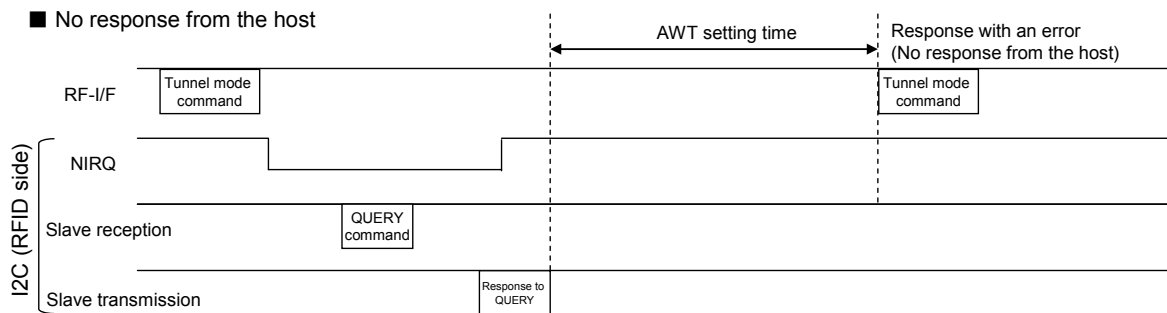 ■ No response from the host
AWT setting time
Response with an error
(No response from the host)
RF-I/F
Tunnel mode
command
Tunnel mode
command
I2C (RFID side)
NIRQ
Slave reception
QUERY
command
Slave transmission
Response to
QUERY